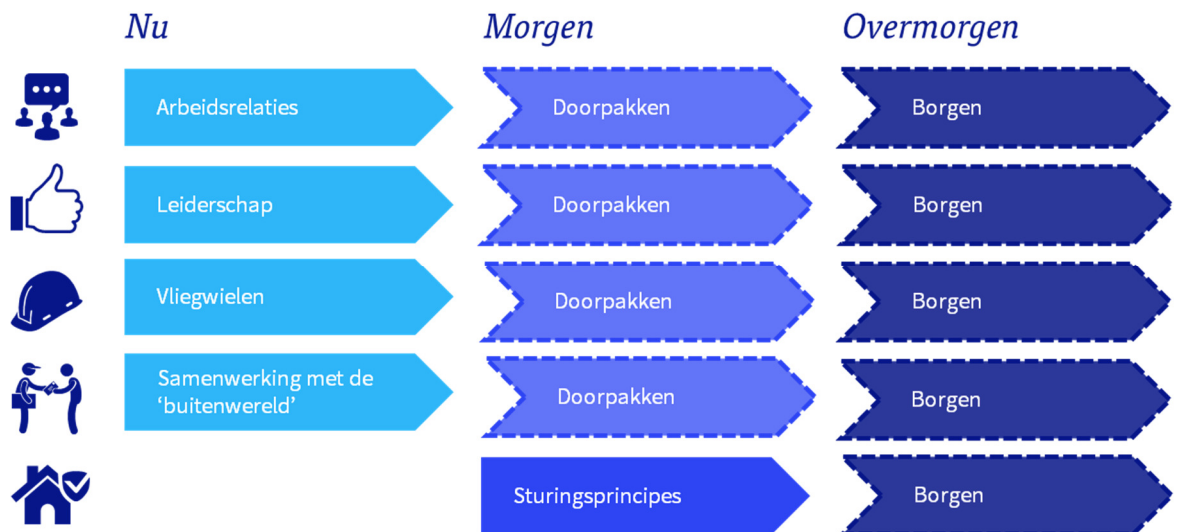 Nu
Morgen
Overmorgen
Arbeidsrelaties
Doorpakken
Borgen
Leiderschap
Doorpakken
Borgen
Vliegwielen
Doorpakken
Borgen
Samenwerking met de
‘buitenwereld’
Doorpakken
Borgen
Sturingsprincipes
Borgen